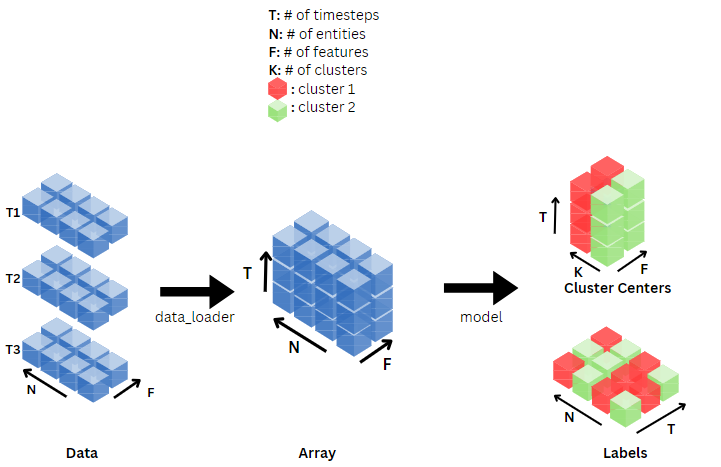 T: # of timesteps
N: # of entities
F: # of features
K: # of clusters
: cluster 1
: cluster 2
T1
T2
T3
N
F
Data
data_loader
T
N
F
Array
model
T
K
F
Cluster Centers
N
T
Labels